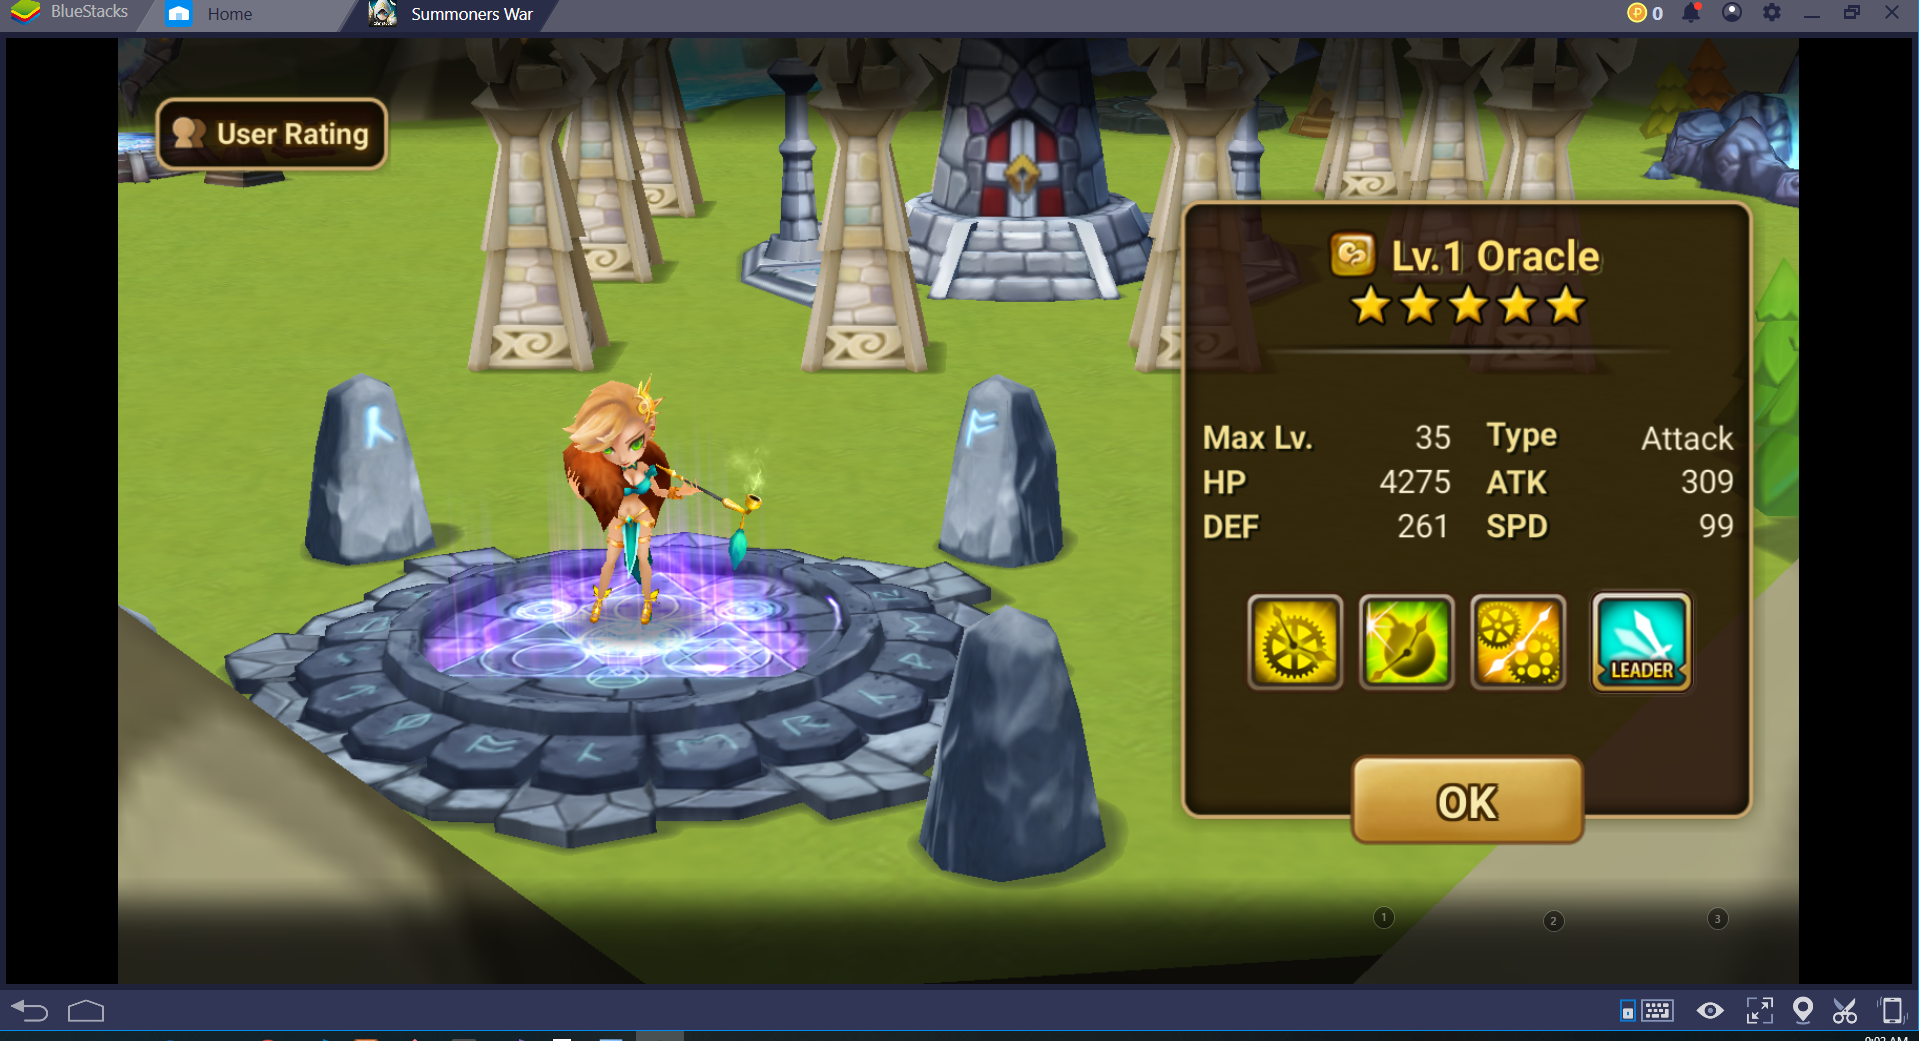 BlueStacks
Home
Summoners War
0
User Rating
Lv.1 Oracle
Max Lv. 35 Type Attack
HP 4275 ATK 309
DEF 261 SPD 99
LEADER
OK
1
2
3